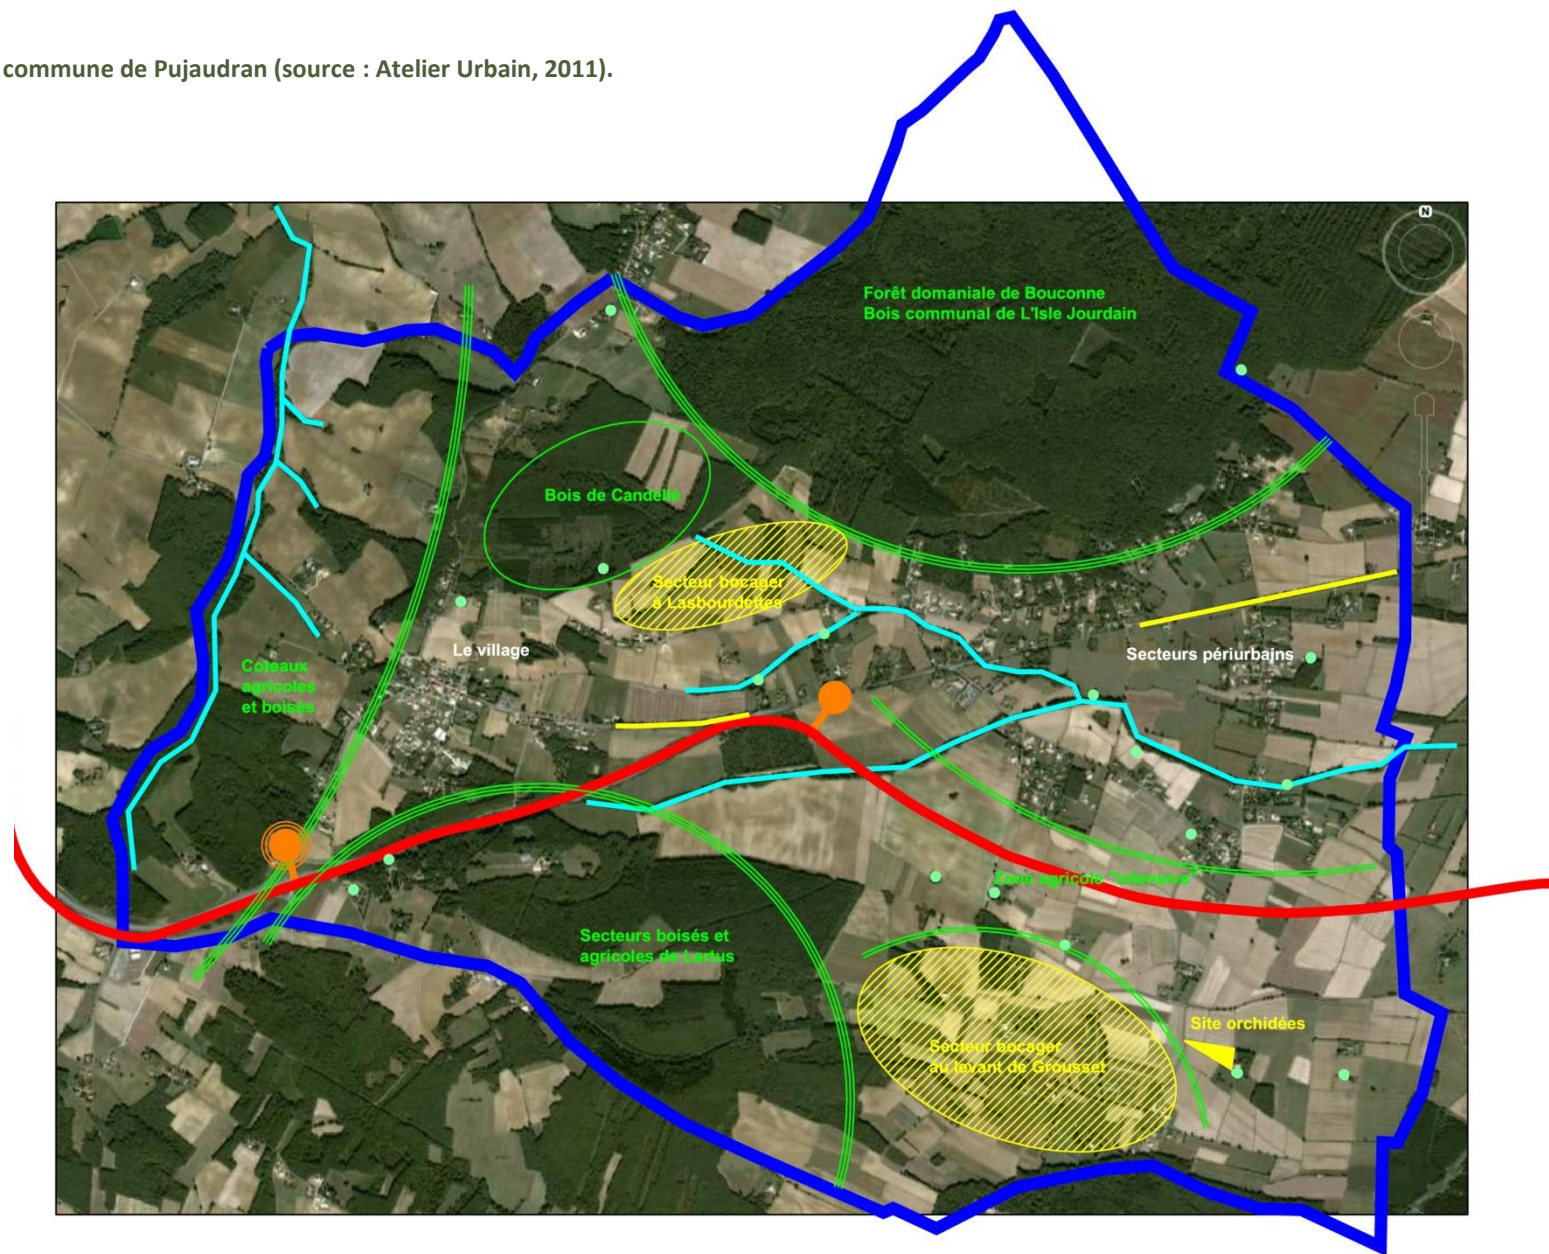 commune de Pujaudran (source : Atelier Urbain, 2011).
N
Forêt domaniale de Bouconne
Bois communal de L'Isle Jourdain
Bois de Candelle
Secteur bocager
à Lasbourdettes
Le village
Secteurs périurbains
Coteaux
agricoles
et boisés
Zone agricole "intensive"
Secteurs boisés et
agricoles de Larlus
Site orchidées
Secteur bocager
au levant de Grousset